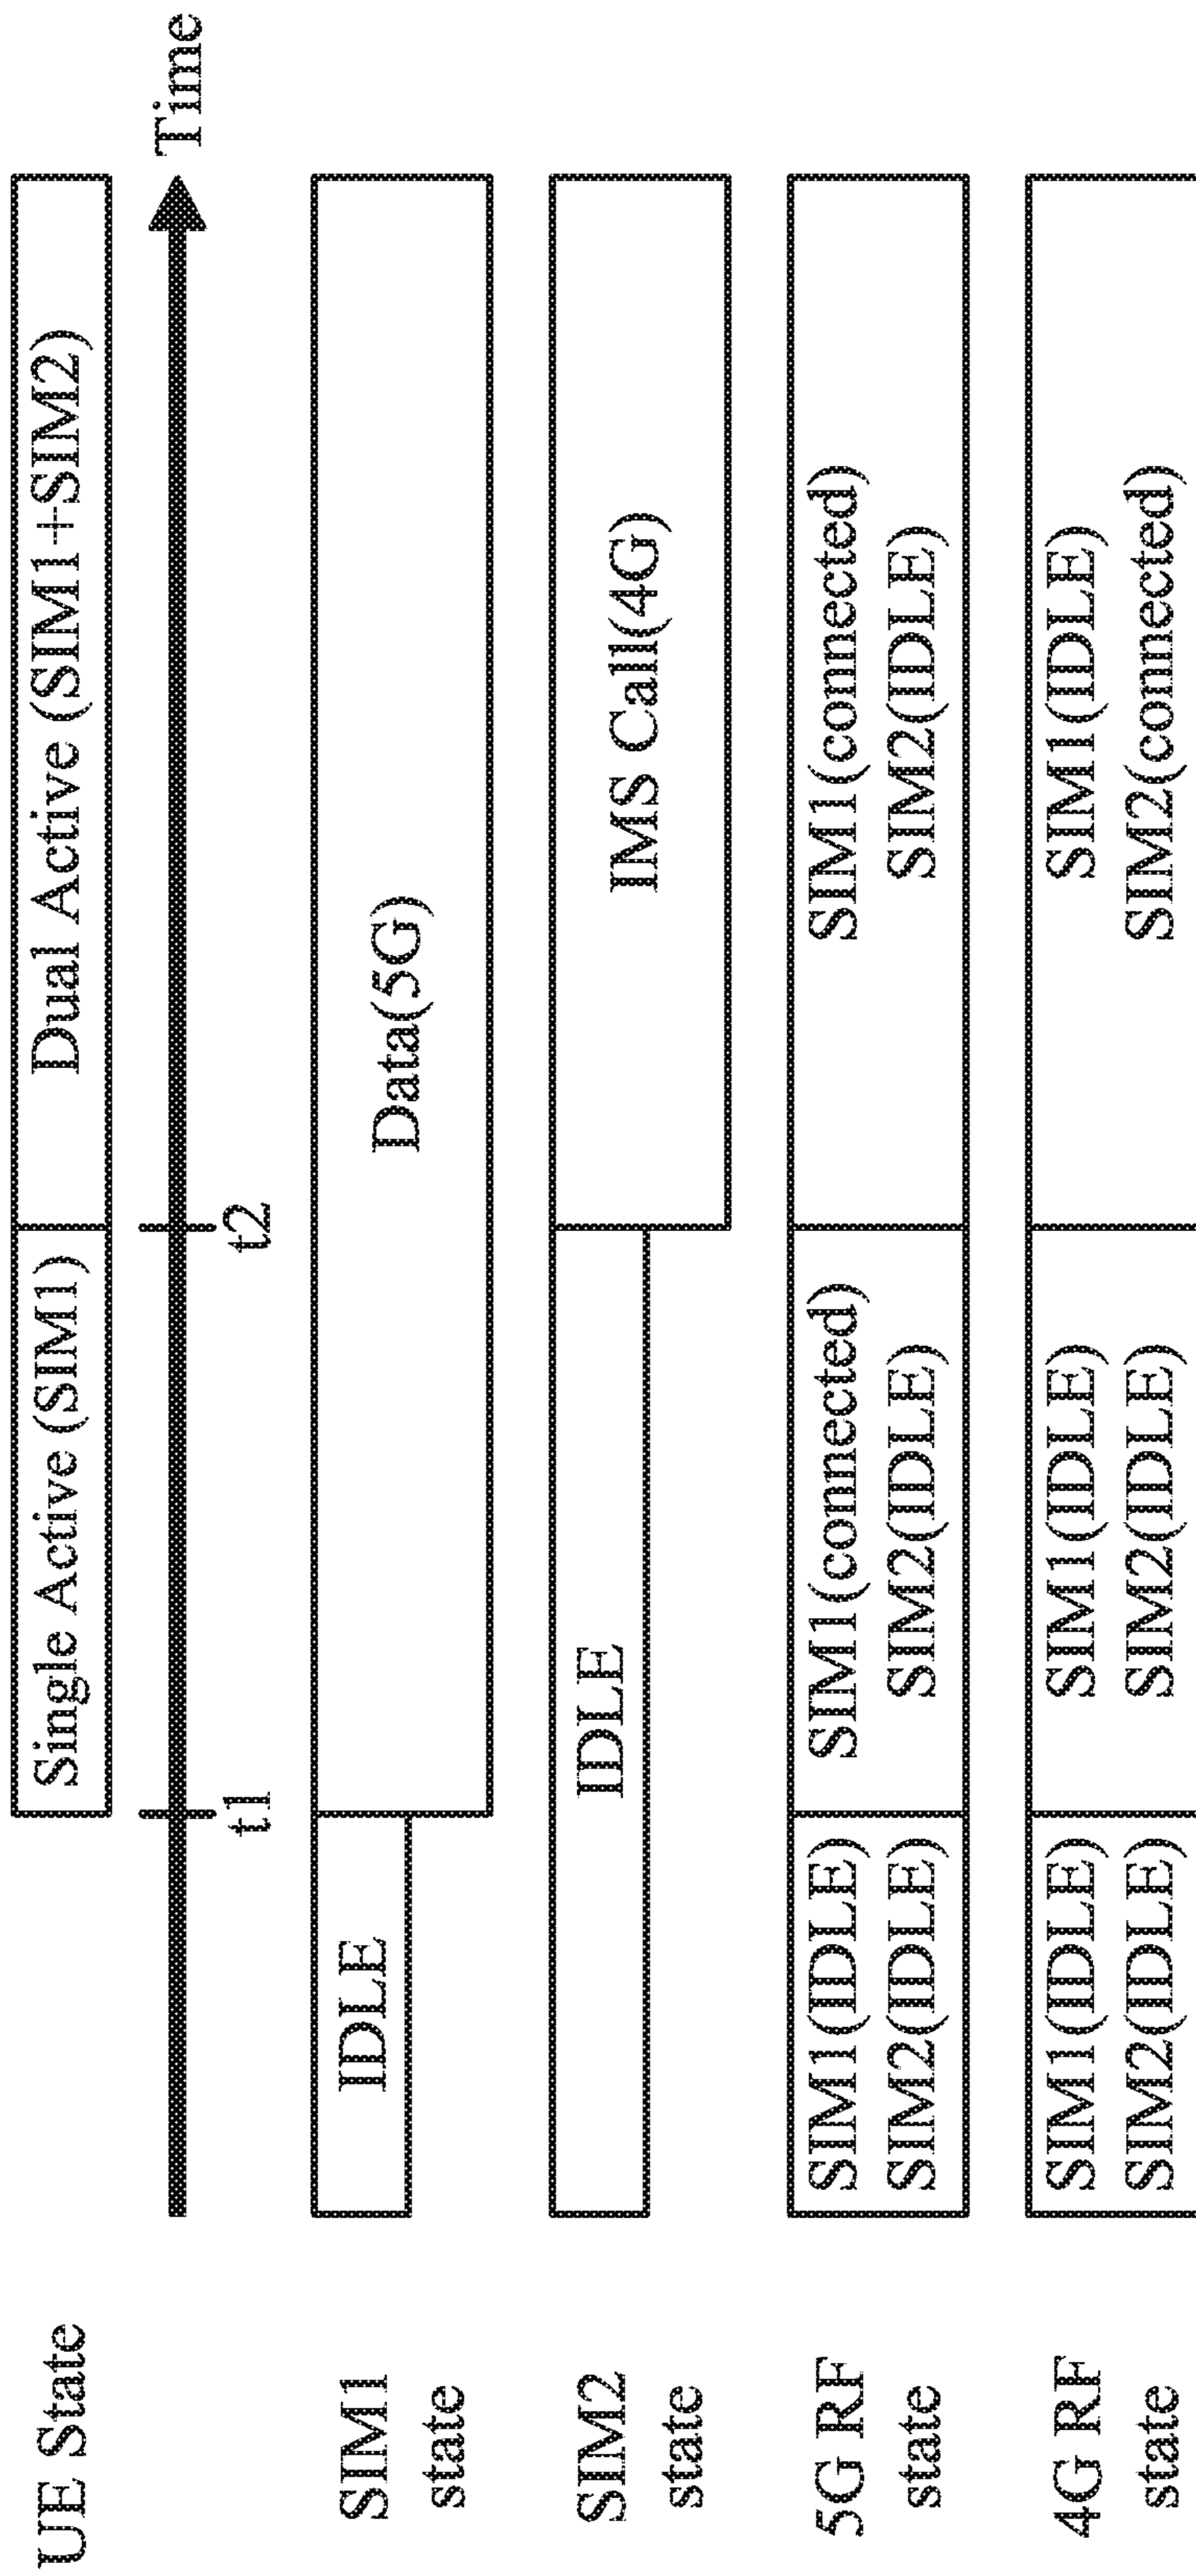 UE State
Single Active (SIM1)
Dual Active (SIM1+SIM2)
t1
t2
Time
SIM1
state
IDLE
Data(5G)
SIM2
state
IDLE
IMS Call(4G)
5G RF
state
SIM1(IDLE)
SIM2(IDLE)
SIM1(connected)
SIM2(IDLE)
SIM1(connected)
SIM2(IDLE)
4G RF
state
SIM1(IDLE)
SIM2(IDLE)
SIM1(IDLE)
SIM2(IDLE)
SIM1(IDLE)
SIM2(connected)